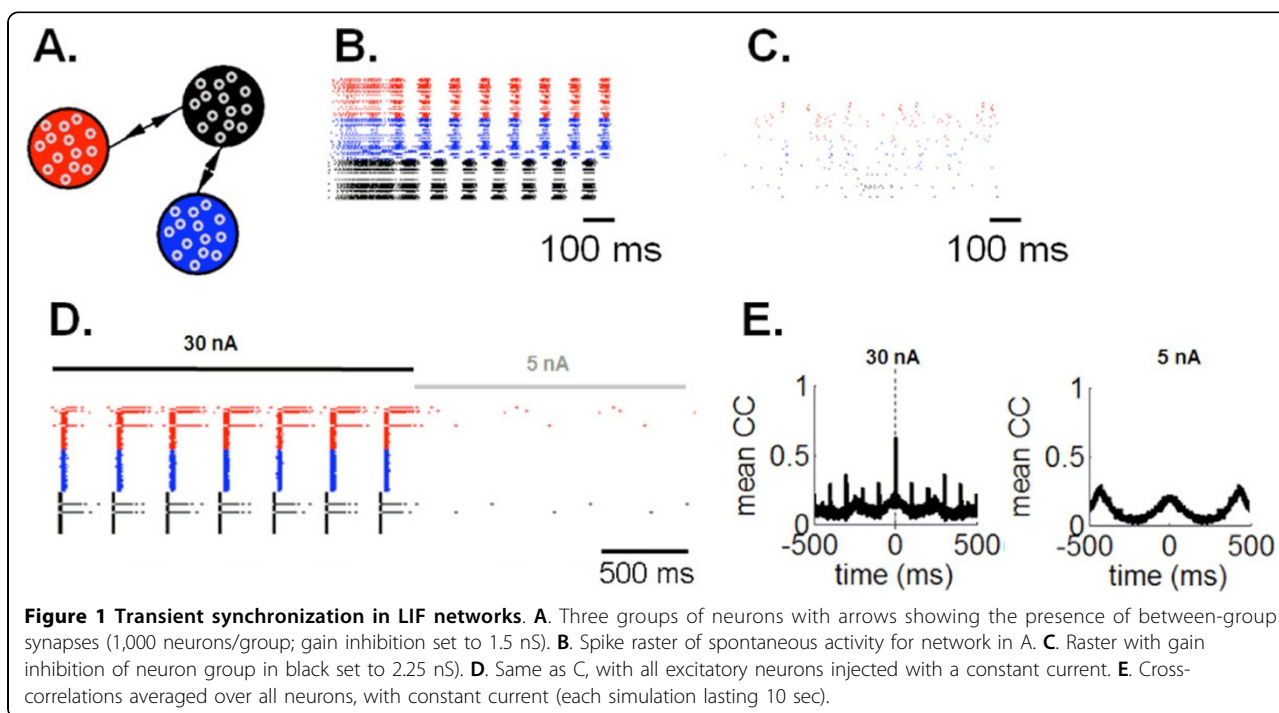 A.
B.
C.
100 ms
100 ms
D.
30 nA
5 nA
500 ms
E.
30 nA
5 nA
mean CC
1
0.5
0
-500 0 500
time (ms)
mean CC
1
0.5
0
-500 0 500
time (ms)
Figure 1 Transient synchronization in LIF networks. A. Three groups of neurons with arrows showing the presence of between-group
synapses (1,000 neurons/group; gain inhibition set to 1.5 nS). B. Spike raster of spontaneous activity for network in A. C. Raster with gain
inhibition of neuron group in black set to 2.25 nS). D. Same as C, with all excitatory neurons injected with a constant current. E. Cross-
correlations averaged over all neurons, with constant current (each simulation lasting 10 sec).